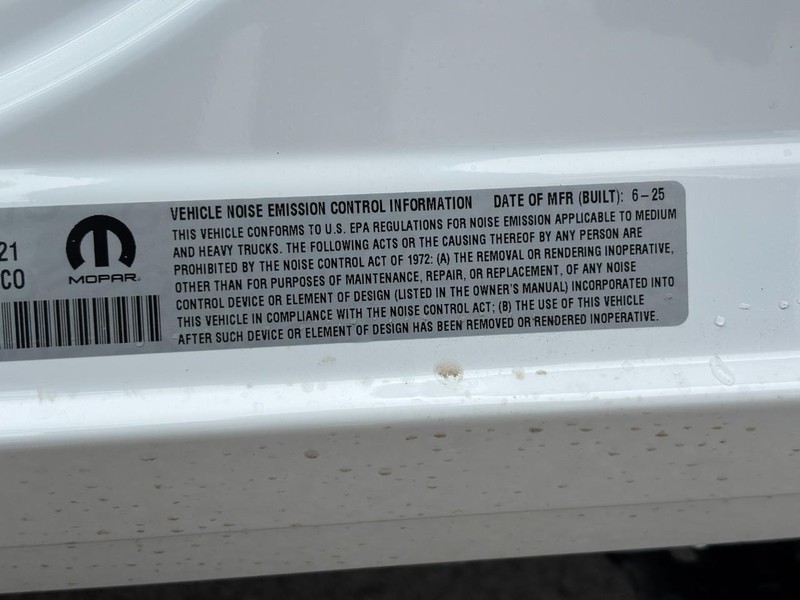 VEHICLE NOISE EMISSION CONTROL INFORMATION DATE OF MFR (BUILT): 6-25
THIS VEHICLE CONFORMS TO U.S. EPA REGULATIONS FOR NOISE EMISSION APPLICABLE TO MEDIUM
AND HEAVY TRUCKS. THE FOLLOWING ACTS OR THE CAUSING THEREOF BY ANY PERSON ARE
PROHIBITED BY THE NOISE CONTROL ACT OF 1972: (A) THE REMOVAL OR RENDERING INOPERATIVE,
OTHER THAN FOR PURPOSES OF MAINTENANCE, REPAIR, OR REPLACEMENT, OF ANY NOISE
CONTROL DEVICE OR ELEMENT OF DESIGN (LISTED IN THE OWNER'S MANUAL) INCORPORATED INTO
THIS VEHICLE IN COMPLIANCE WITH THE NOISE CONTROL ACT; (B) THE USE OF THIS VEHICLE
AFTER SUCH DEVICE OR ELEMENT OF DESIGN HAS BEEN REMOVED OR RENDERED INOPERATIVE.
21
CO
MOPAR